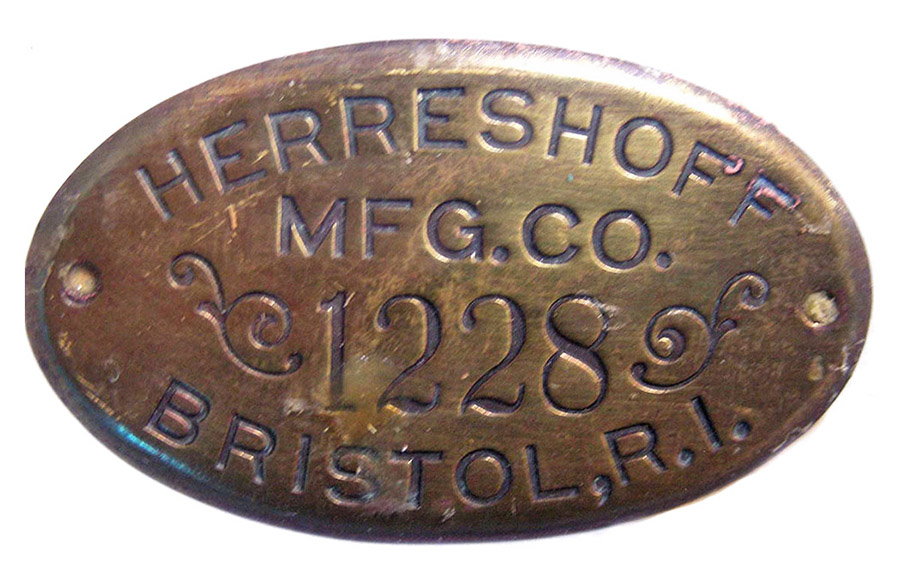 HERRESHOFF
MFG.CO.
1228
BRISTOL,R.I.